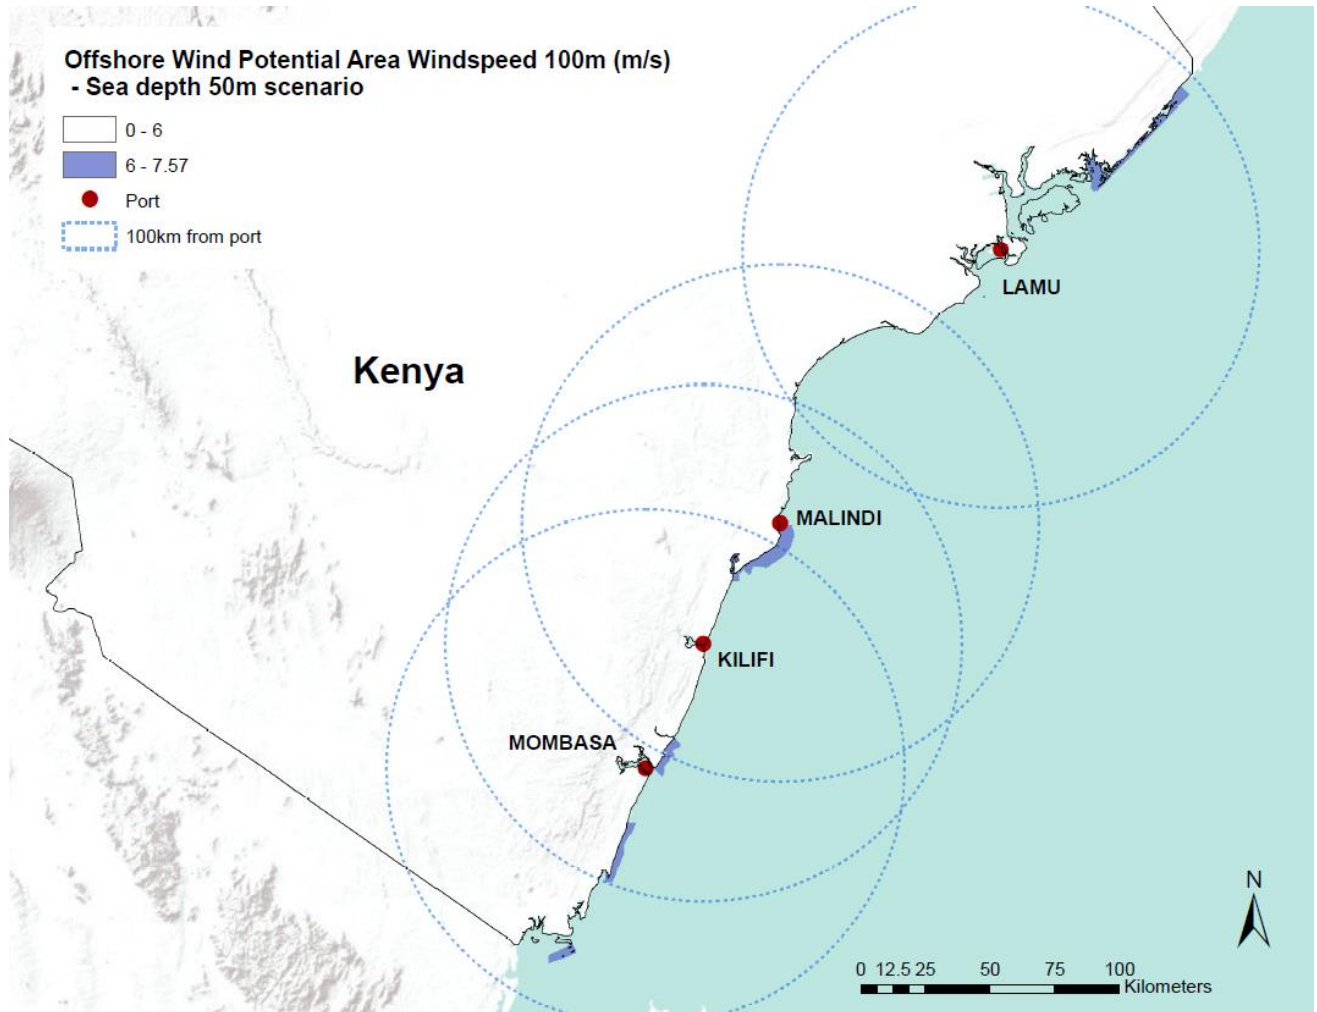 Offshore Wind Potential Area Windspeed 100m (m/s)
- Sea depth 50m scenario
0 - 6
6 - 7.57
Port
100km from port
LAMU
Kenya
MALINDI
KILIFI
MOMBASA
N
0 12.5 25 50 75 100
Kilometers